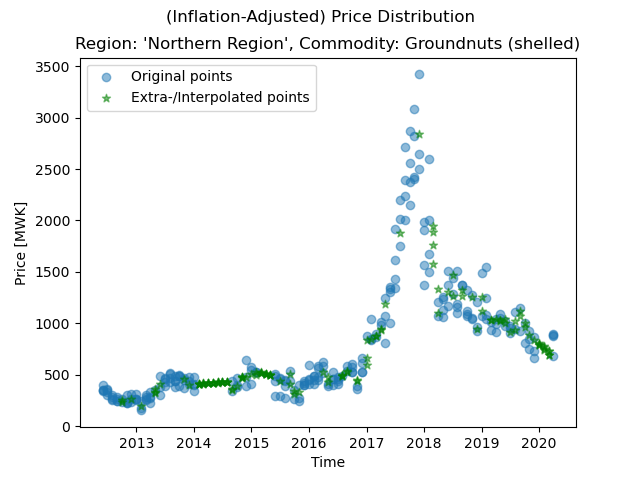 (Inflation-Adjusted) Price Distribution
Region: 'Northern Region', Commodity: Groundnuts (shelled)
Original points
Extra-/Interpolated points
3500
3000
2500
2000
1500
1000
500
0
Price [MWK]
2013 2014 2015 2016 2017 2018 2019 2020
Time